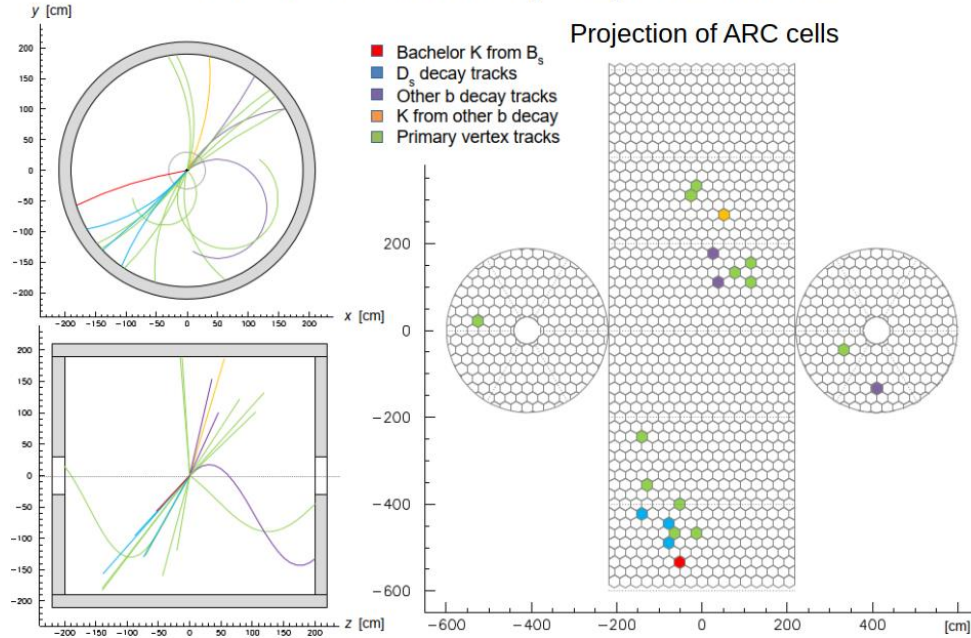 y [cm]
200
150
100
50
0
-50
-100
-150
-200
-200 -150 -100 -50 0 50 100 150 200
x [cm]
200
150
100
50
0
-50
-100
-150
-200
-200 -150 -100 -50 0 50 100 150 200
z [cm]
Bachelor K from Bs
Ds decay tracks
Other b decay tracks
K from other b decay
Primary vertex tracks
Projection of ARC cells
200
0
-200
-400
-600
-600 -400 -200 0 200 400 [cm]